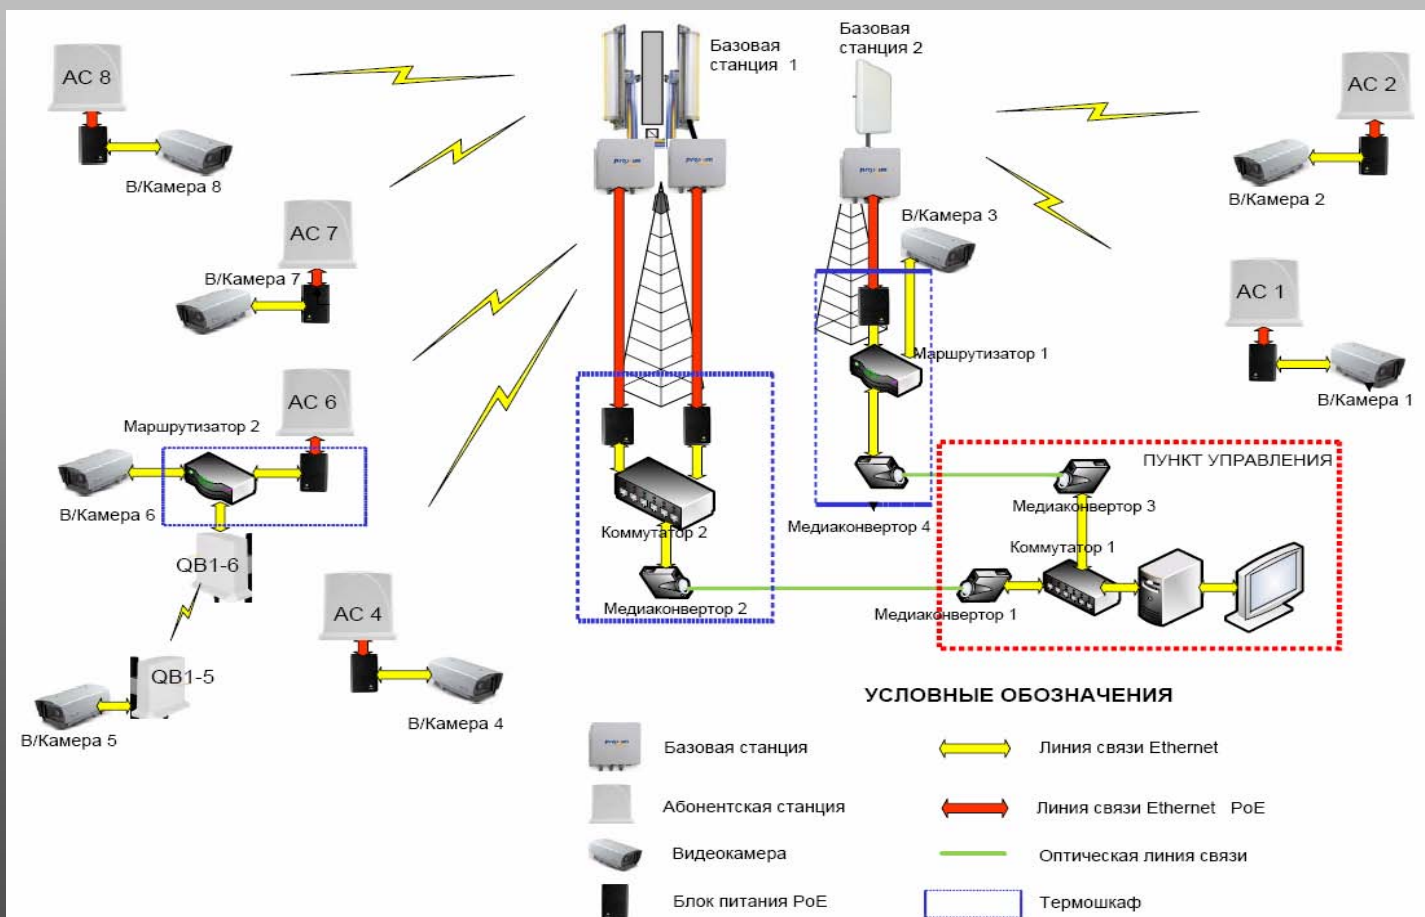 Базовая
станция 1
Базовая
станция 2
АС 8
В/Камера 8
АС 2
В/Камера 2
АС 7
В/Камера 7
В/Камера 3
АС 1
В/Камера 1
Маршрутизатор 1
АС 6
Маршрутизатор 2
В/Камера 6
QB1-6
ПУНКТ УПРАВЛЕНИЯ
Медиаконвертор 3
Медиаконвертор 4
Коммутатор 2
Коммутатор 1
Медиаконвертор 2
Медиаконвертор 1
АС 4
В/Камера 4
QB1-5
В/Камера 5
УСЛОВНЫЕ ОБОЗНАЧЕНИЯ
Базовая станция
Линия связи Ethernet
Абонентская станция
Линия связи Ethernet PoE
Видеокамера
Оптическая линия связи
Блок питания PoE
Термошкаф